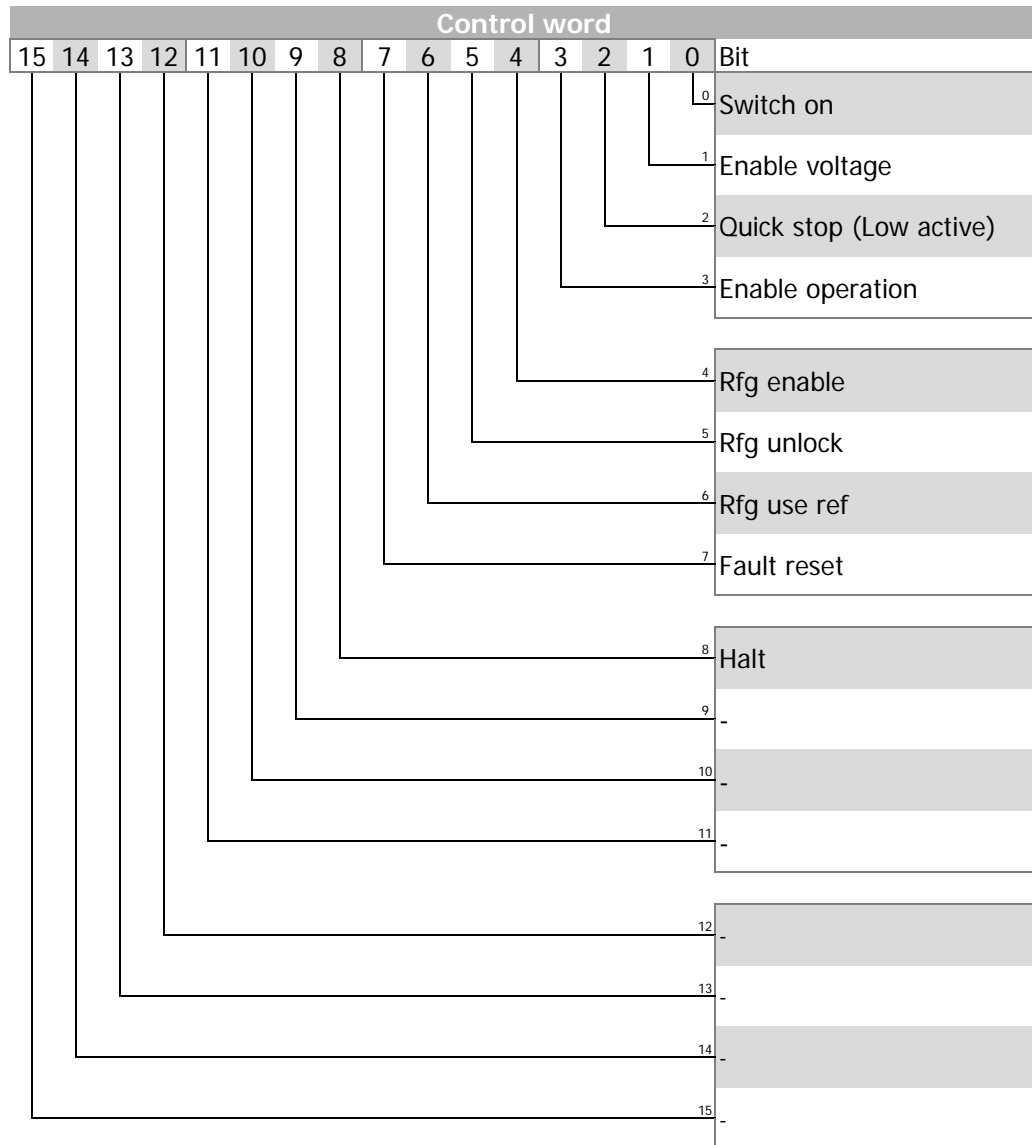 Control word
15 14 13 12 11 10 9 8 7 6 5 4 3 2 1 0 Bit
0 Switch on
1 Enable voltage
2 Quick stop (Low active)
3 Enable operation
4 Rfg enable
5 Rfg unlock
6 Rfg use ref
7 Fault reset
8 Halt
9 -
10 -
11 -
12 -
13 -
14 -
15 -